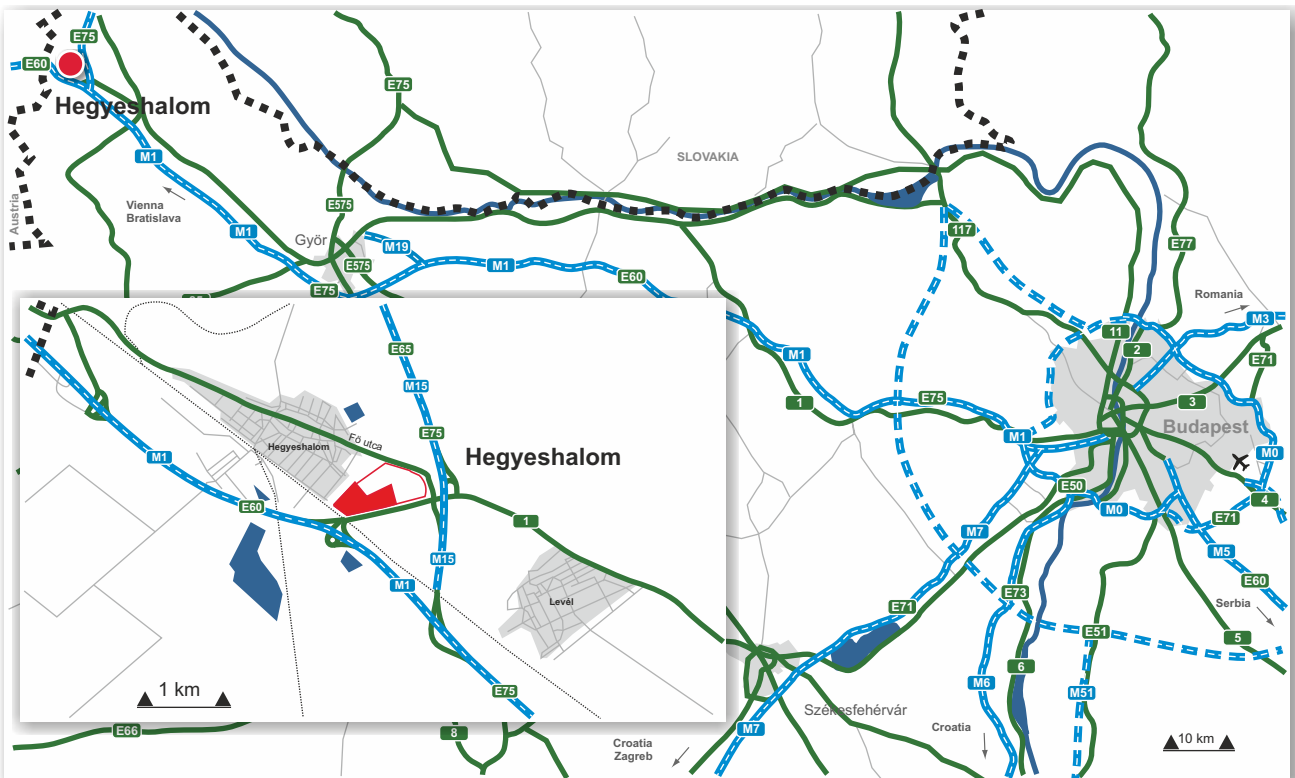 E75
E60
Hegyeshalom
E75
SLOVAKIA
M1
Austria
Vienna
Bratislava
E575
M1
117
Győr
M19
E575
M1
E60
E77
E75
Romania
M3
11
2
E71
M1
1
E75
3
M1
Budapest
M0
E50
M0
4
E71
M7
M5
E60
E73
E71
Serbia
E51
5
6
M6
M51
Székesfehérvár
M7
Croatia
Croatia
Zagreb
10 km
E66
8
E65
M15
Fő utca
E75
Hegyeshalom
Hegyeshalom
M1
E60
1
M15
M1
Levél
1 km
E75